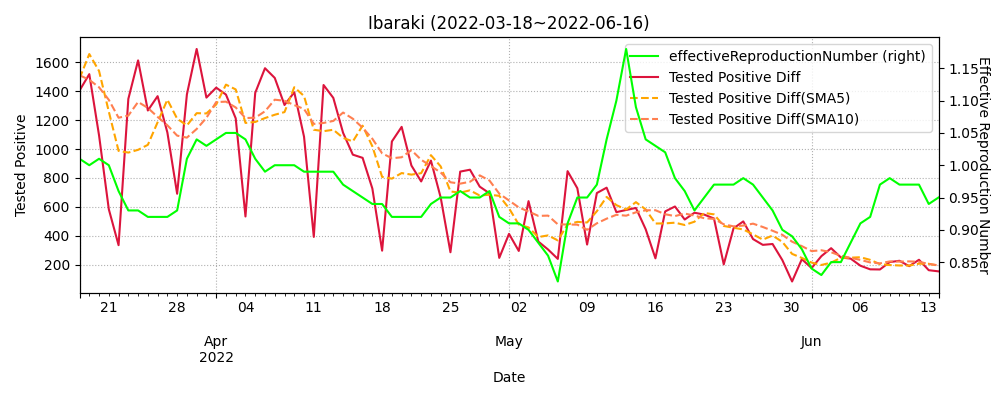 Ibaraki (2022-03-18~2022-06-16)
effectiveReproductionNumber (right)
Tested Positive Diff
Tested Positive Diff(SMA5)
Tested Positive Diff(SMA10)
Tested Positive
1600
1400
1200
1000
800
600
400
200
1.15
1.10
1.05
1.00
0.95
0.90
0.85
Effective Reproduction Number
21 28 04 11 18 25 02 09 16 23 30 06 13
Apr May Jun
2022
Date